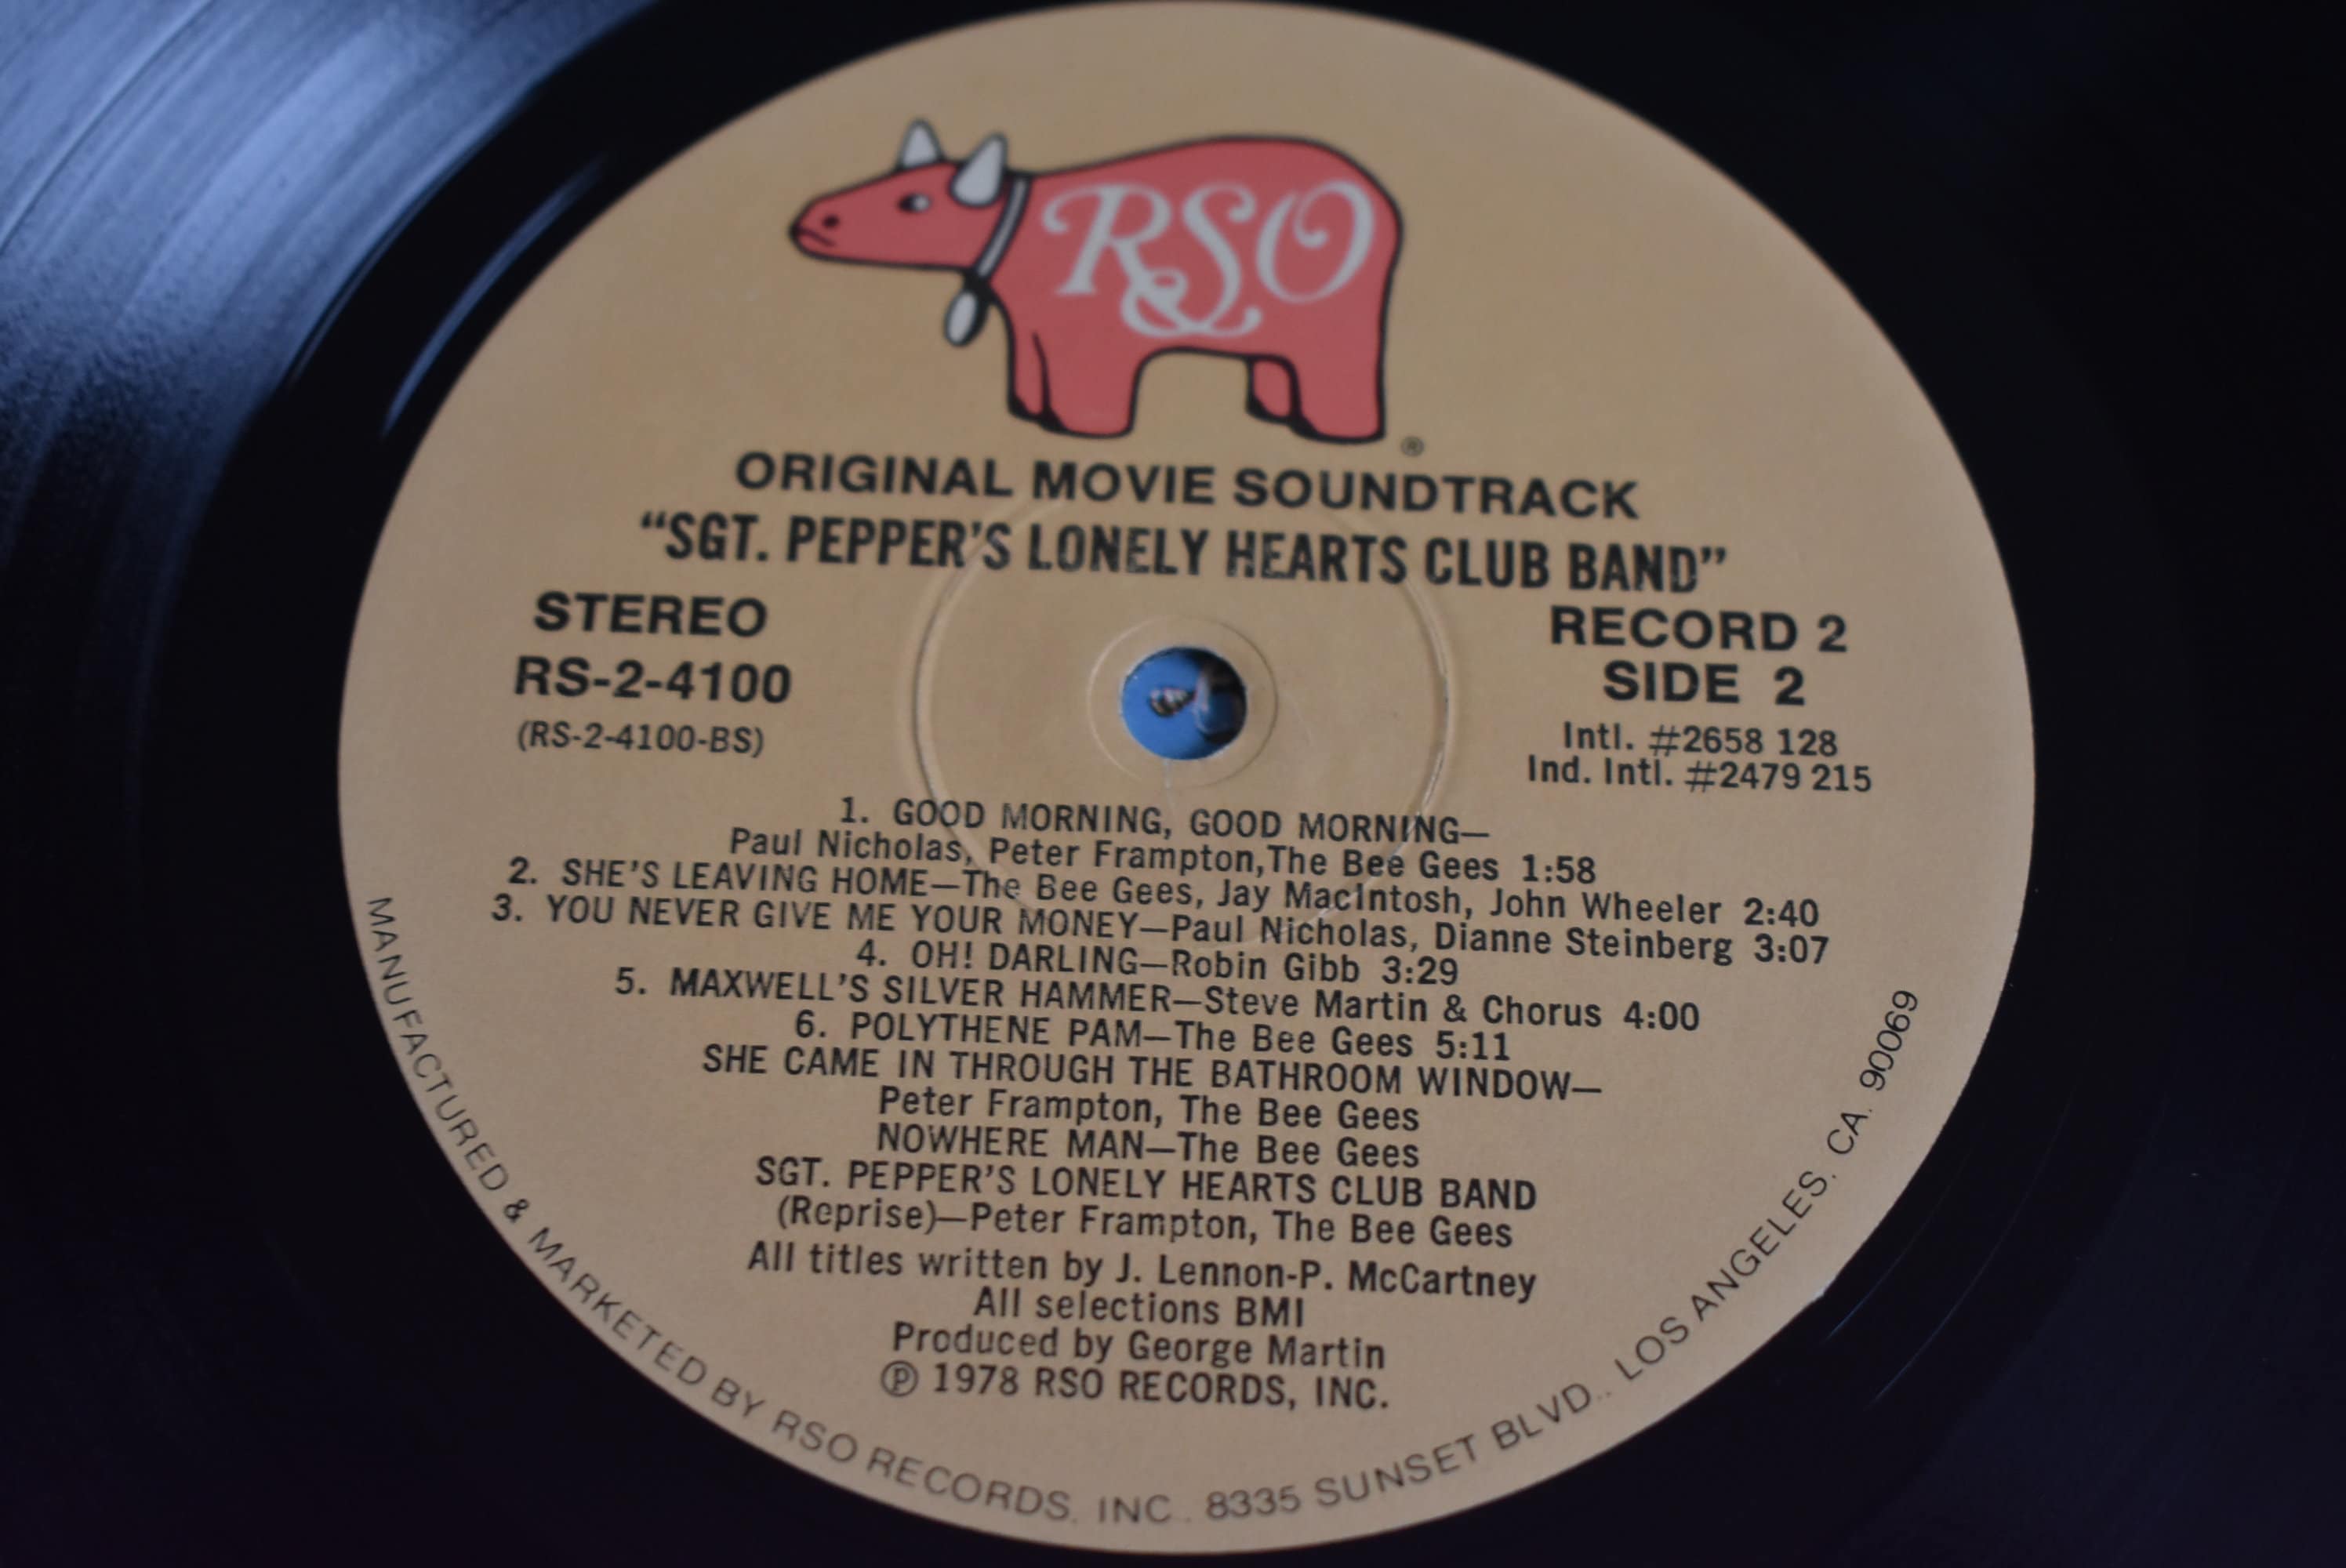 RSO
®
ORIGINAL MOVIE SOUNDTRACK
“SGT. PEPPER’S LONELY HEARTS CLUB BAND”
STEREO
RS-2-4100
(RS-2-4100-BS)
RECORD 2
SIDE 2
Intl. #2658 128
Ind. Intl. #2479 215
1. GOOD MORNING, GOOD MORNING—
Paul Nicholas, Peter Frampton,The Bee Gees 1:58
2. SHE’S LEAVING HOME—The Bee Gees, Jay MacIntosh, John Wheeler 2:40
3. YOU NEVER GIVE ME YOUR MONEY—Paul Nicholas, Dianne Steinberg 3:07
4. OH! DARLING—Robin Gibb 3:29
5. MAXWELL’S SILVER HAMMER—Steve Martin & Chorus 4:00
6. POLYTHENE PAM—The Bee Gees 5:11
SHE CAME IN THROUGH THE BATHROOM WINDOW—
Peter Frampton, The Bee Gees
NOWHERE MAN—The Bee Gees
SGT. PEPPER’S LONELY HEARTS CLUB BAND
(Reprise)—Peter Frampton, The Bee Gees
All titles written by J. Lennon-P. McCartney
All selections BMI
Produced by George Martin
℗ 1978 RSO RECORDS, INC.
MANUFACTURED & MARKETED BY RSO RECORDS, INC. 8335 SUNSET BLVD., LOS ANGELES, CA. 90069